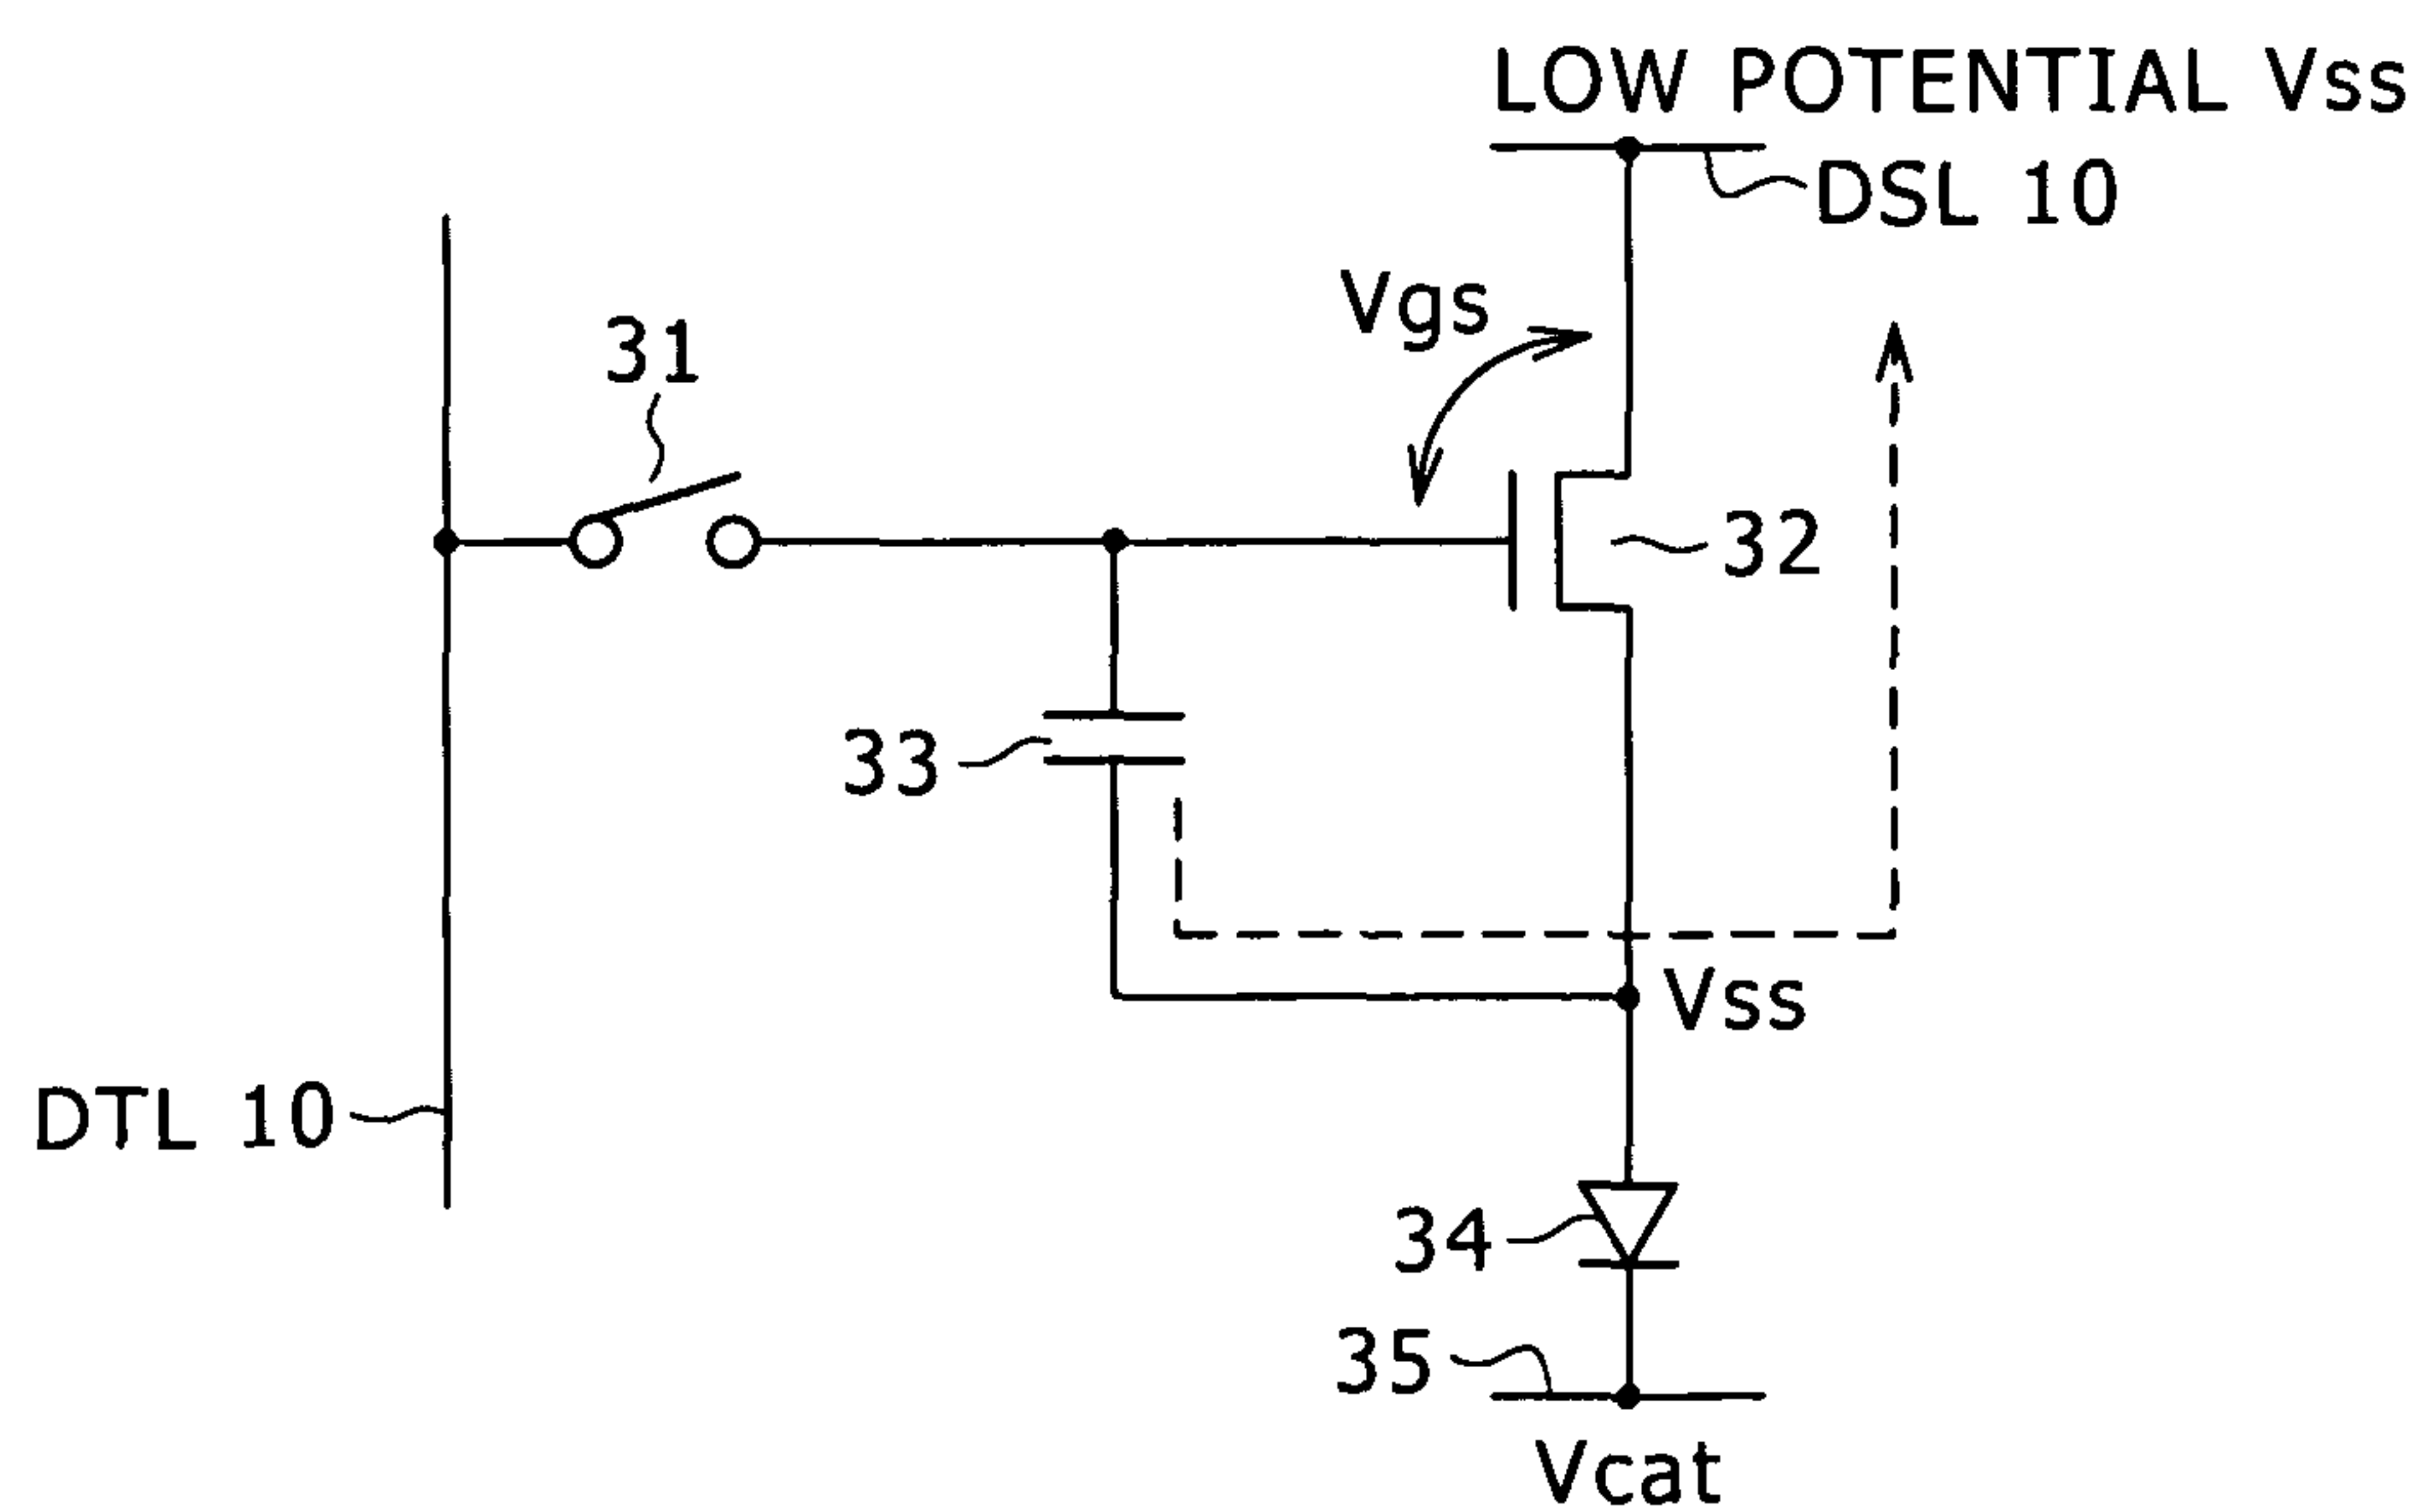 LOW POTENTIAL Vss
DSL 10
Vgs
31
32
33
Vss
DTL 10
34
35
Vcat